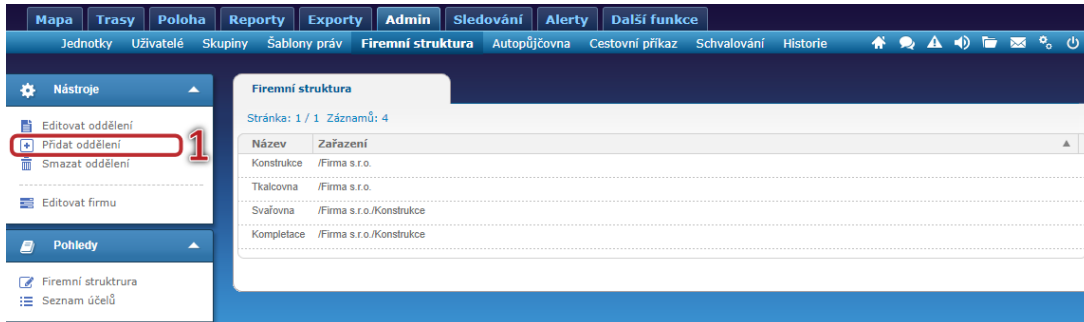 Mapa Trasy Poloha Reporty Exporty Admin Sledování Alerty Další funkce
Jednotky Uživatelé Skupiny Šablony práv Firemní struktura Autopůjčovna Cestovní příkaz Schvalování Historie
Nástroje
Editovat oddělení
Přidat oddělení 1
Smazat oddělení
Editovat firmu
Pohledy
Firemní struktrura
Seznam účelů
Firemní struktura
Stránka: 1 / 1 Záznamů: 4
Název Zařazení
Konstrukce /Firma s.r.o.
Tkalcovna /Firma s.r.o.
Svařovna /Firma s.r.o./Konstrukce
Kompletace /Firma s.r.o./Konstrukce